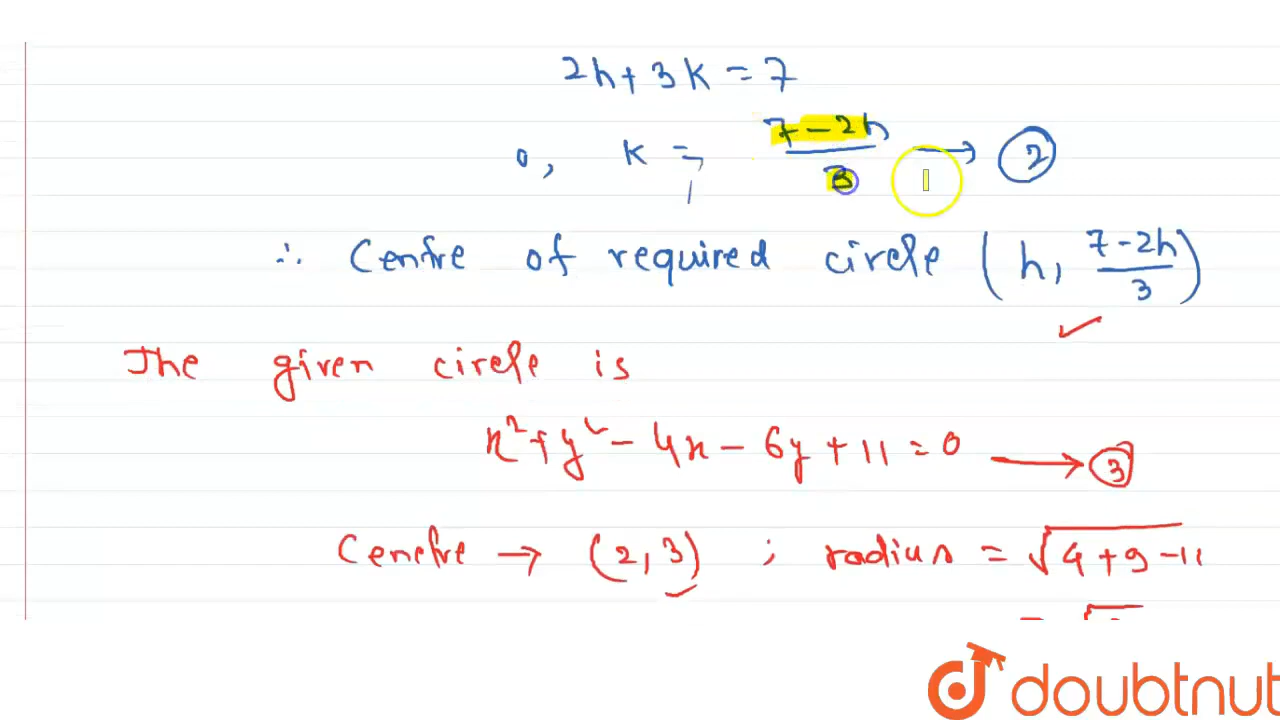 2h + 3k = 7
o, k = (7 - 2h)/3 → (2)
∴ Centre of required circle (h, (7-2h)/3)
The given circle is
x² + y² - 4x - 6y + 11 = 0 → (3)
Centre → (2, 3) ; radius = √(4 + 9 - 11)
doubtnut